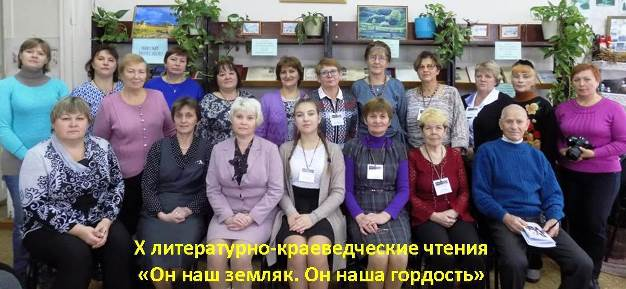 X литературно-краеведческие чтения
«Он наш земляк. Он наша гордость»